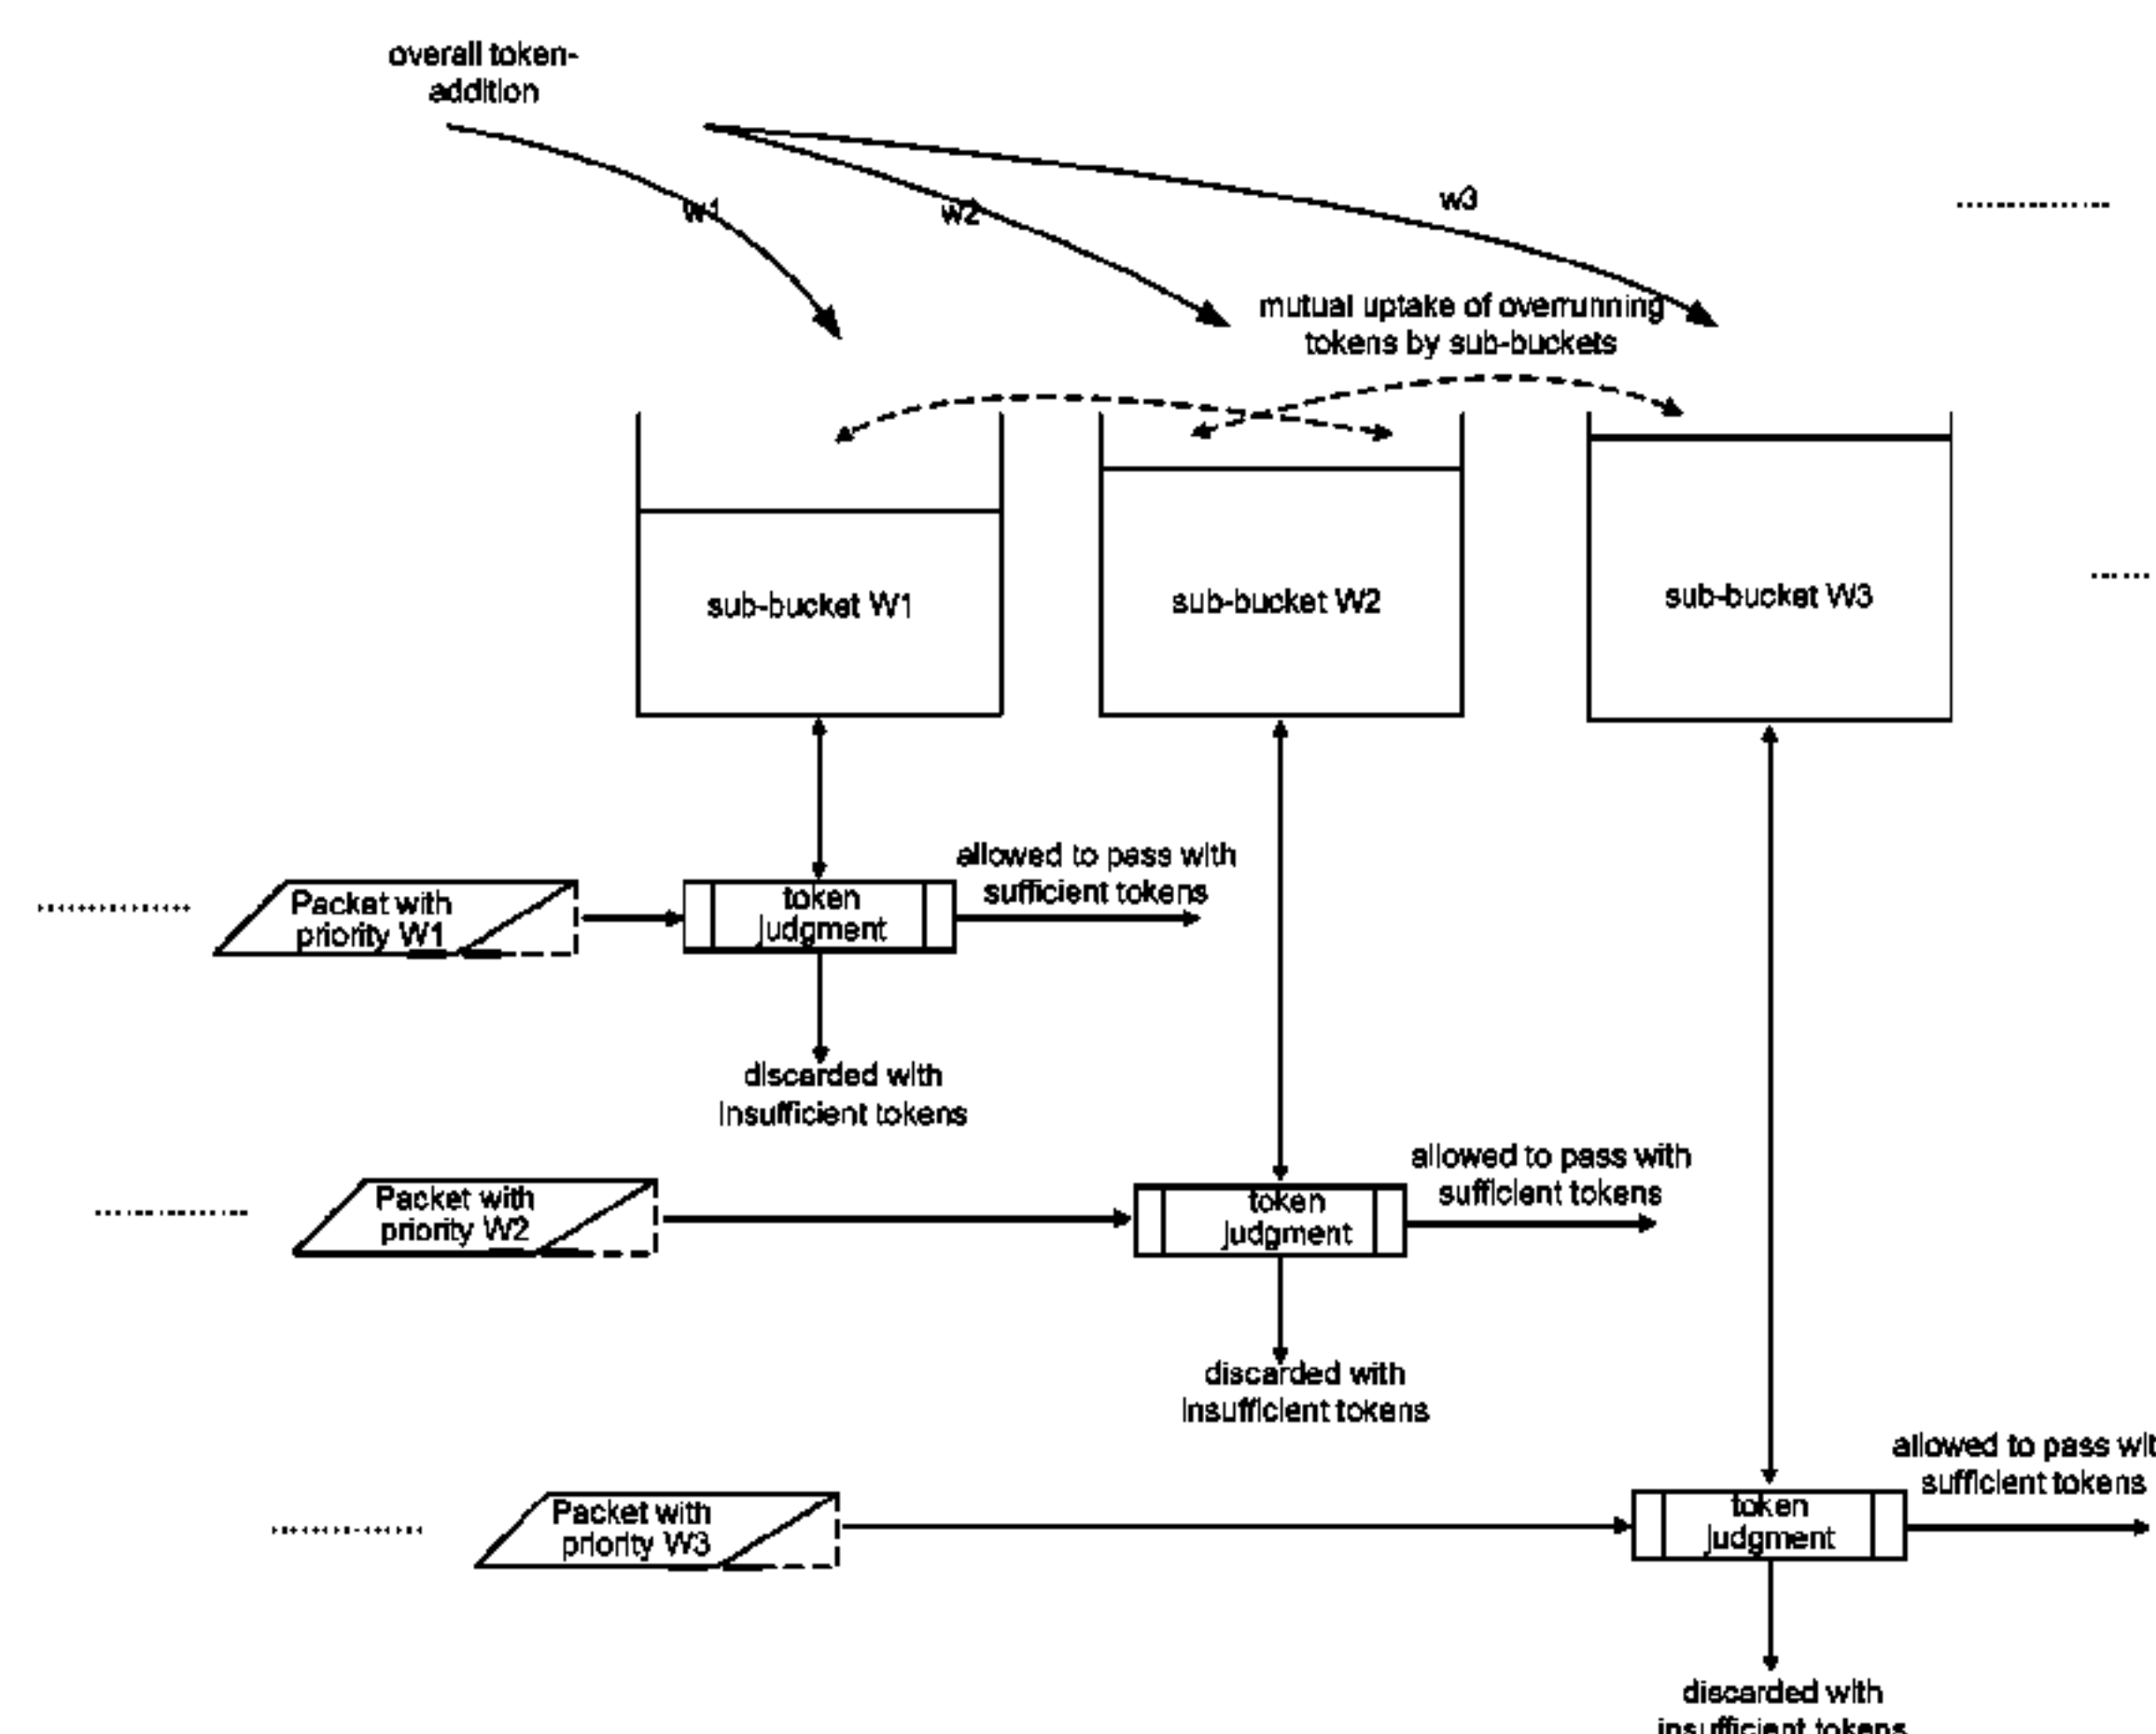 overall token-
addition
w1
w2
w3
mutual uptake of overrunning
tokens by sub-buckets
sub-bucket W1
sub-bucket W2
sub-bucket W3
Packet with
priority W1
token
judgment
allowed to pass with
sufficient tokens
discarded with
insufficient tokens
Packet with
priority W2
token
judgment
allowed to pass with
sufficient tokens
discarded with
insufficient tokens
Packet with
priority W3
token
judgment
allowed to pass wit
sufficient tokens
discarded with
insufficient tokens